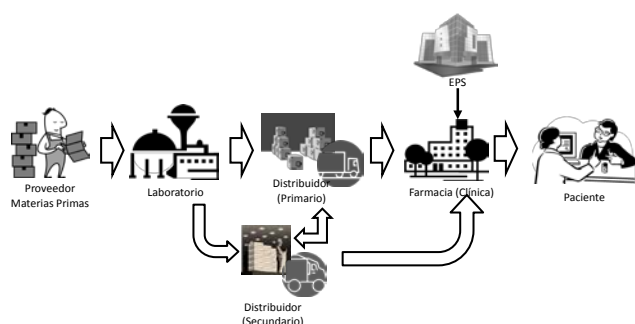 EPS
Proveedor
Materias Primas
Laboratorio
Distribuidor
(Primario)
Farmacia (Clínica)
Paciente
Distribuidor
(Secundario)